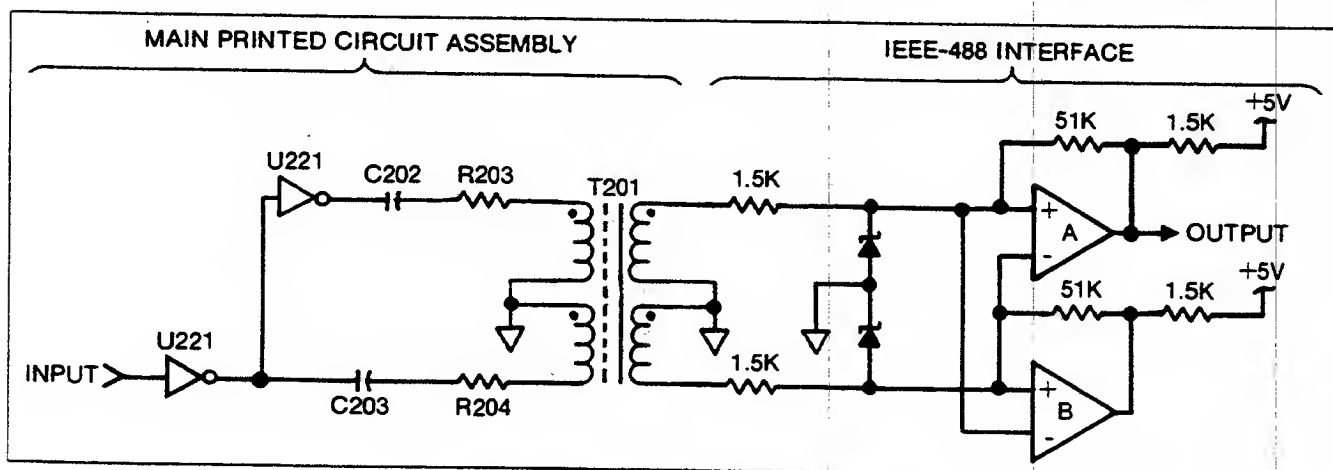 MAIN PRINTED CIRCUIT ASSEMBLY
IEEE-488 INTERFACE
+5V
51K
1.5K
U221
C202
R203
T201
1.5K
+
A
-
OUTPUT
+5V
51K
1.5K
U221
INPUT
C203
R204
1.5K
+
B
-